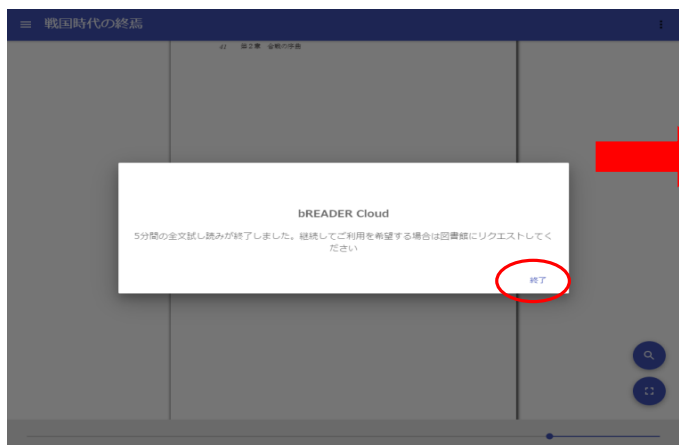 戦国時代の終焉
41 第2章 合戦の序曲
bREADER Cloud
5分間の全文試し読みが終了しました。継続してご利用を希望する場合は図書館にリクエストしてく
ださい
終了